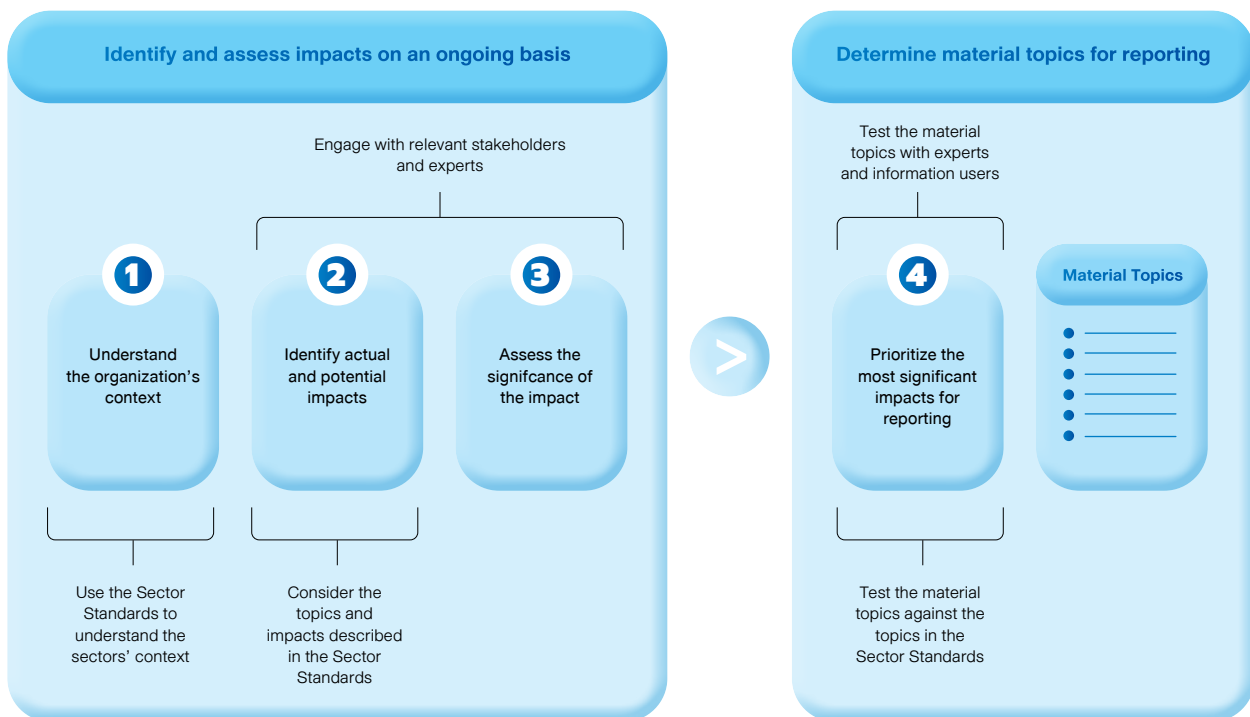 Identify and assess impacts on an ongoing basis
Engage with relevant stakeholders
and experts
1
Understand
the organization's
context
2
Identify actual
and potential
impacts
3
Assess the
signifcance of
the impact
Use the Sector
Standards to
understand the
sectors' context
Consider the
topics and
impacts described
in the Sector
Standards
>
Determine material topics for reporting
Test the material
topics with experts
and information users
4
Prioritize the
most significant
impacts for
reporting
Material Topics
Test the material
topics against the
topics in the
Sector Standards